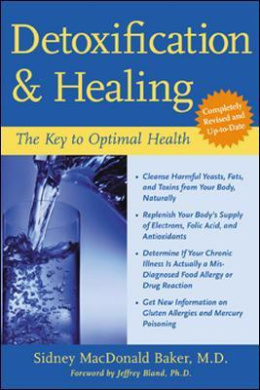 Detoxification
& Healing
Completely
Revised and
Up-to-Date
The Key to Optimal Health
• Cleanse Harmful Yeasts, Fats,
and Toxins from Your Body,
Naturally
• Replenish Your Body's Supply
of Electrons, Folic Acid, and
Antioxidants
• Determine If Your Chronic
Illness Is Actually a Mis-
Diagnosed Food Allergy or
Drug Reaction
• Get New Information on
Gluten Allergies and Mercury
Poisoning
Sidney MacDonald Baker, M.D.
Foreword by Jeffrey Bland, Ph.D.